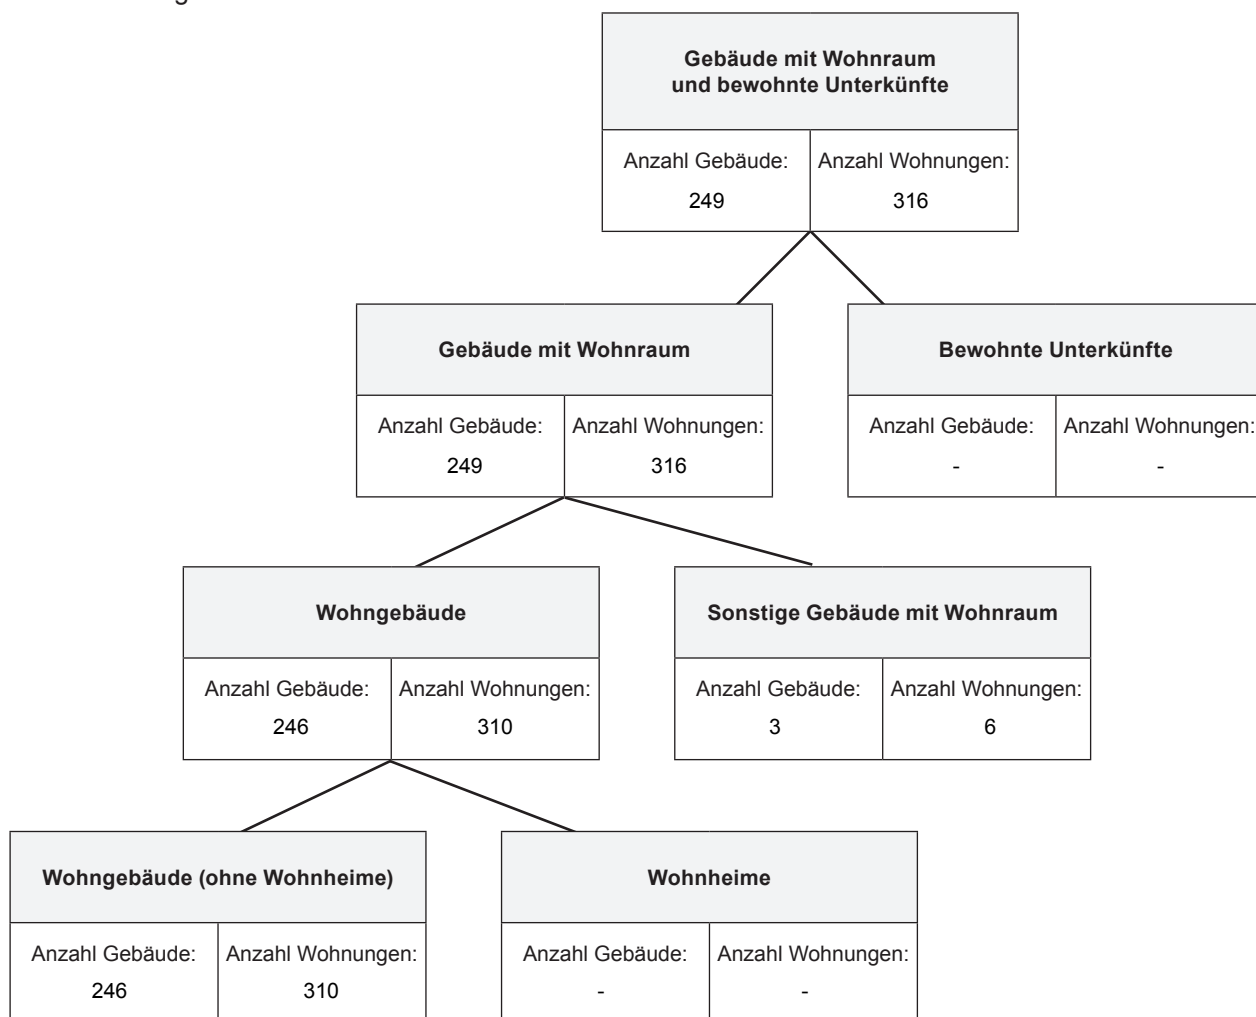 Gebäude mit Wohnraum
und bewohnte Unterkünfte
Anzahl Gebäude: Anzahl Wohnungen:
249 316
Gebäude mit Wohnraum
Anzahl Gebäude: Anzahl Wohnungen:
249 316
Bewohnte Unterkünfte
Anzahl Gebäude: Anzahl Wohnungen:
- -
Wohngebäude
Anzahl Gebäude: Anzahl Wohnungen:
246 310
Sonstige Gebäude mit Wohnraum
Anzahl Gebäude: Anzahl Wohnungen:
3 6
Wohngebäude (ohne Wohnheime)
Anzahl Gebäude: Anzahl Wohnungen:
246 310
Wohnheime
Anzahl Gebäude: Anzahl Wohnungen:
- -